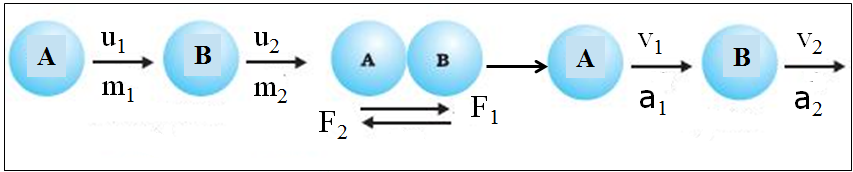 A u₁ m₁ B u₂ m₂
A B F₁ F₂
A v₁ a₁ B v₂ a₂